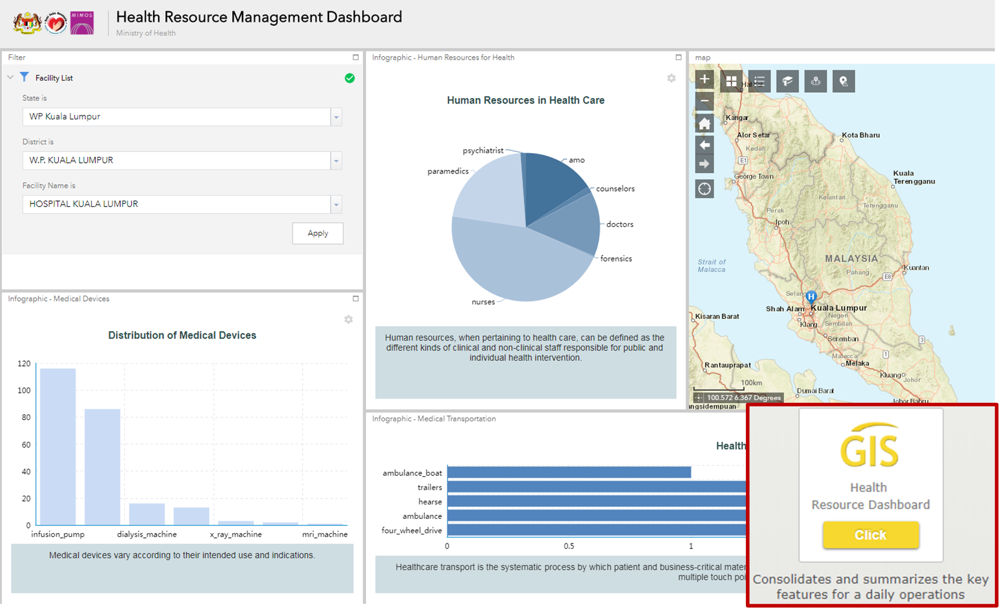 MIMOS
Health Resource Management Dashboard
Ministry of Health
Filter
Facility List
State is
WP Kuala Lumpur
District is
W.P. KUALA LUMPUR
Facility Name is
HOSPITAL KUALA LUMPUR
Apply
Infographic - Medical Devices
Distribution of Medical Devices
120
100
80
60
40
20
0
infusion_pump
dialysis_machine
x_ray_machine
mri_machine
Medical devices vary according to their intended use and indications.
Infographic - Human Resources for Health
Human Resources in Health Care
psychiatrist
amo
paramedics
counselors
doctors
forensics
nurses
Human resources, when pertaining to health care, can be defined as the
different kinds of clinical and non-clinical staff responsible for public and
individual health intervention.
Infographic - Medical Transportation
Health
ambulance_boat
trailers
hearse
ambulance
four_wheel_drive
0
0.5
1
Healthcare transport is the systematic process by which patient and business-critical mater
multiple touch poi
map
Kangar
Alor Setar
Kedah
Kota Bharu
E1
George Town
Kuala
Terengganu
Kelantan
Terengganu
Perak
Ipoh
Strait of
Malacca
MALAYSIA
Pahang
Kuantan
E8
Selang
H
Shah Alam
Kuala Lumpur
Kisaran Barat
Negeri
Sembilan
Klang
Seremban
3
1
Malacca
Melaka
Rantauprapat
Kluang
Johor
100km
Dumai Barat
100.572 6.367 Degrees
Johor Bahru
angsidempuan
GIS
Health
Resource Dashboard
Click
Consolidates and summarizes the key
features for a daily operations